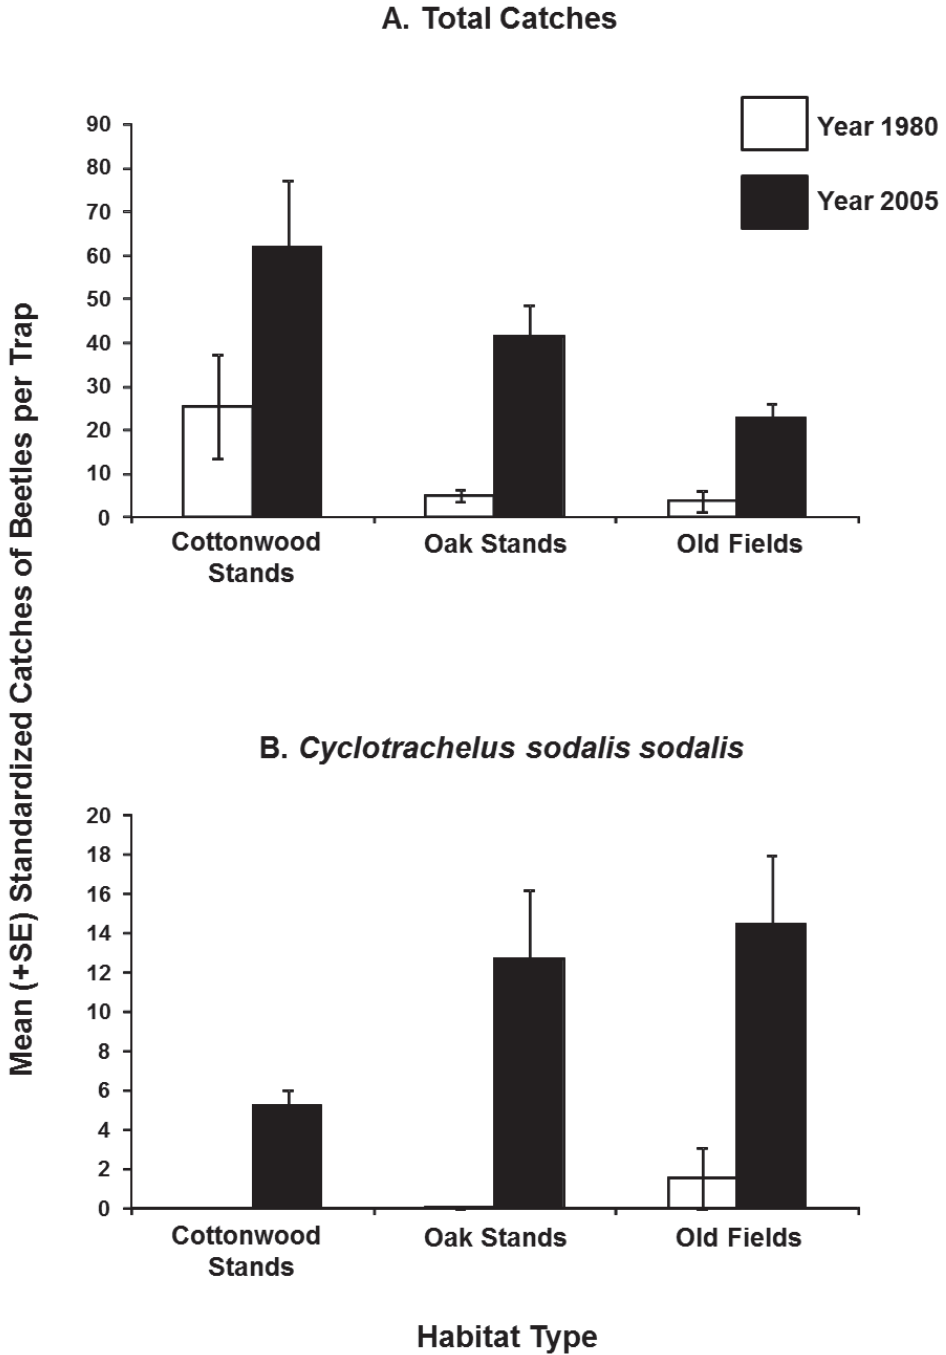 A. Total Catches
Year 1980
Year 2005
90
80
70
60
50
40
30
20
10
0
Cottonwood
Stands
Oak Stands
Old Fields
Mean (+SE) Standardized Catches of Beetles per Trap
B. Cyclotrachelus sodalis sodalis
20
18
16
14
12
10
8
6
4
2
0
Cottonwood
Stands
Oak Stands
Old Fields
Habitat Type